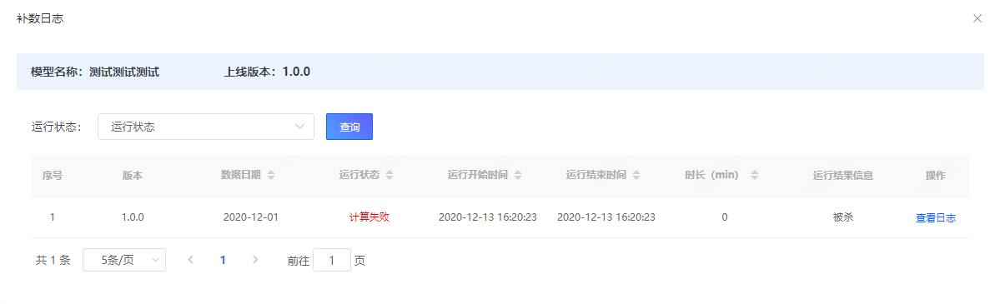 补数日志
模型名称：测试测试测试 上线版本：1.0.0
运行状态： 运行状态 查询
序号 版本 数据日期 运行状态 运行开始时间 运行结束时间 时长（min） 运行结果信息 操作
1 1.0.0 2020-12-01 计算失败 2020-12-13 16:20:23 2020-12-13 16:20:23 0 被杀 查看日志
共 1 条 5条/页 1 前往 1 页